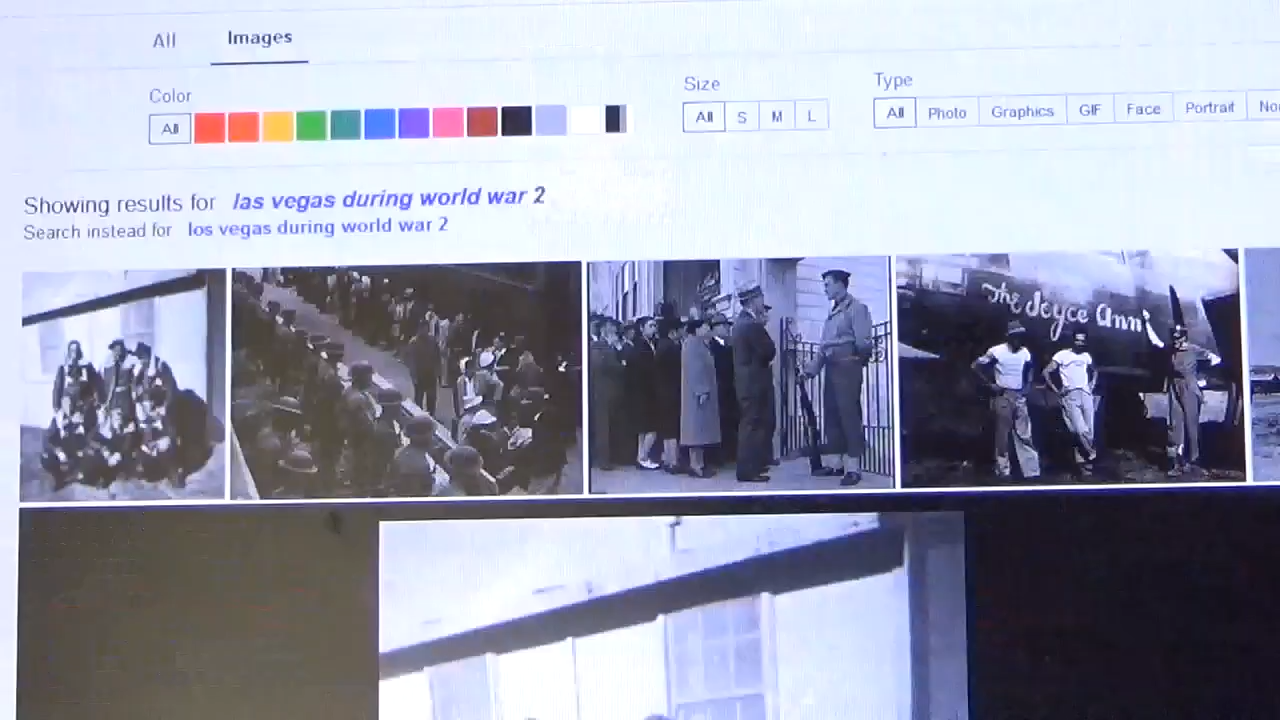 All Images
Color Size Type
All All S M L All Photo Graphics GIF Face Portrait
Showing results for las vegas during world war 2
Search instead for los vegas during world war 2
The Joyce Ann